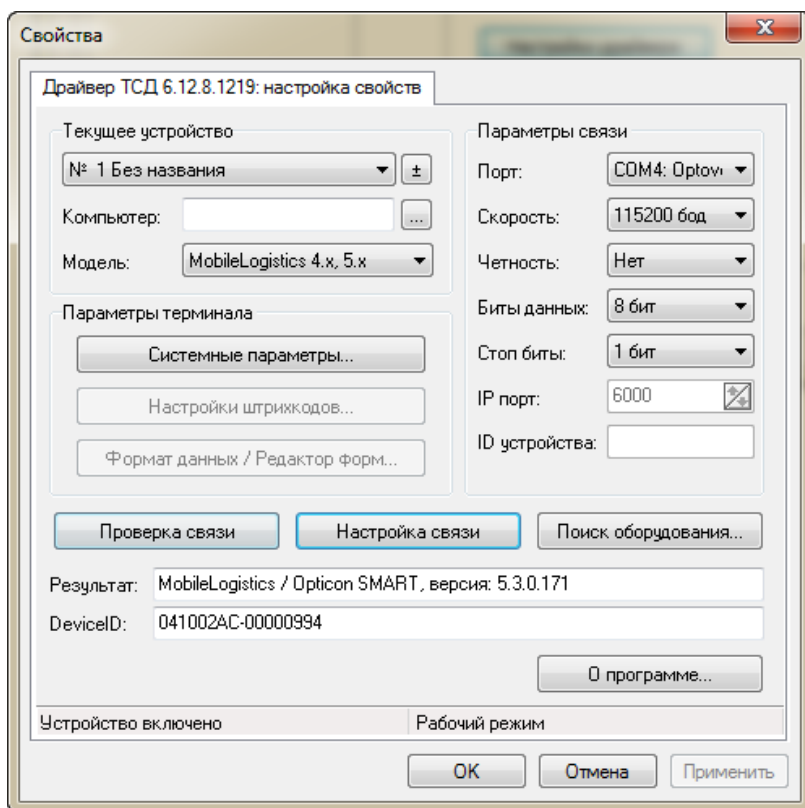 Свойства
Драйвер ТСД 6.12.8.1219: настройка свойств
Текущее устройство
№ 1 Без названия
±
Компьютер:
...
Модель:
MobileLogistics 4.x, 5.x
Параметры терминала
Системные параметры...
Настройки штрихкодов...
Формат данных / Редактор форм...
Параметры связи
Порт:
COM4: Optov
Скорость:
115200 бод
Четность:
Нет
Биты данных:
8 бит
Стоп биты:
1 бит
IP порт:
6000
ID устройства:
Проверка связи
Настройка связи
Поиск оборудования...
Результат:
MobileLogistics / Opticon SMART, версия: 5.3.0.171
DeviceID:
041002AC-00000994
О программе...
Устройство включено
Рабочий режим
OK
Отмена
Применить